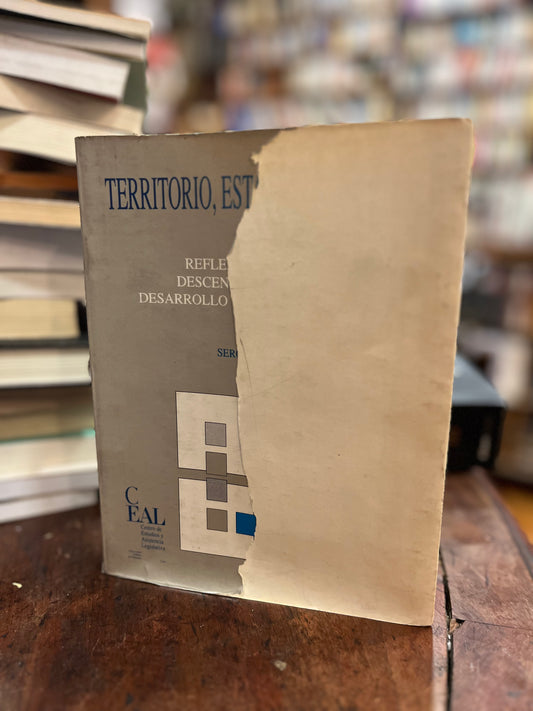 TERRITORIO, EST
REFLE
DESCEN
DESARROLLO
SER
C
EAL
Centro de
Estudios y
Asistencia
Legislativa